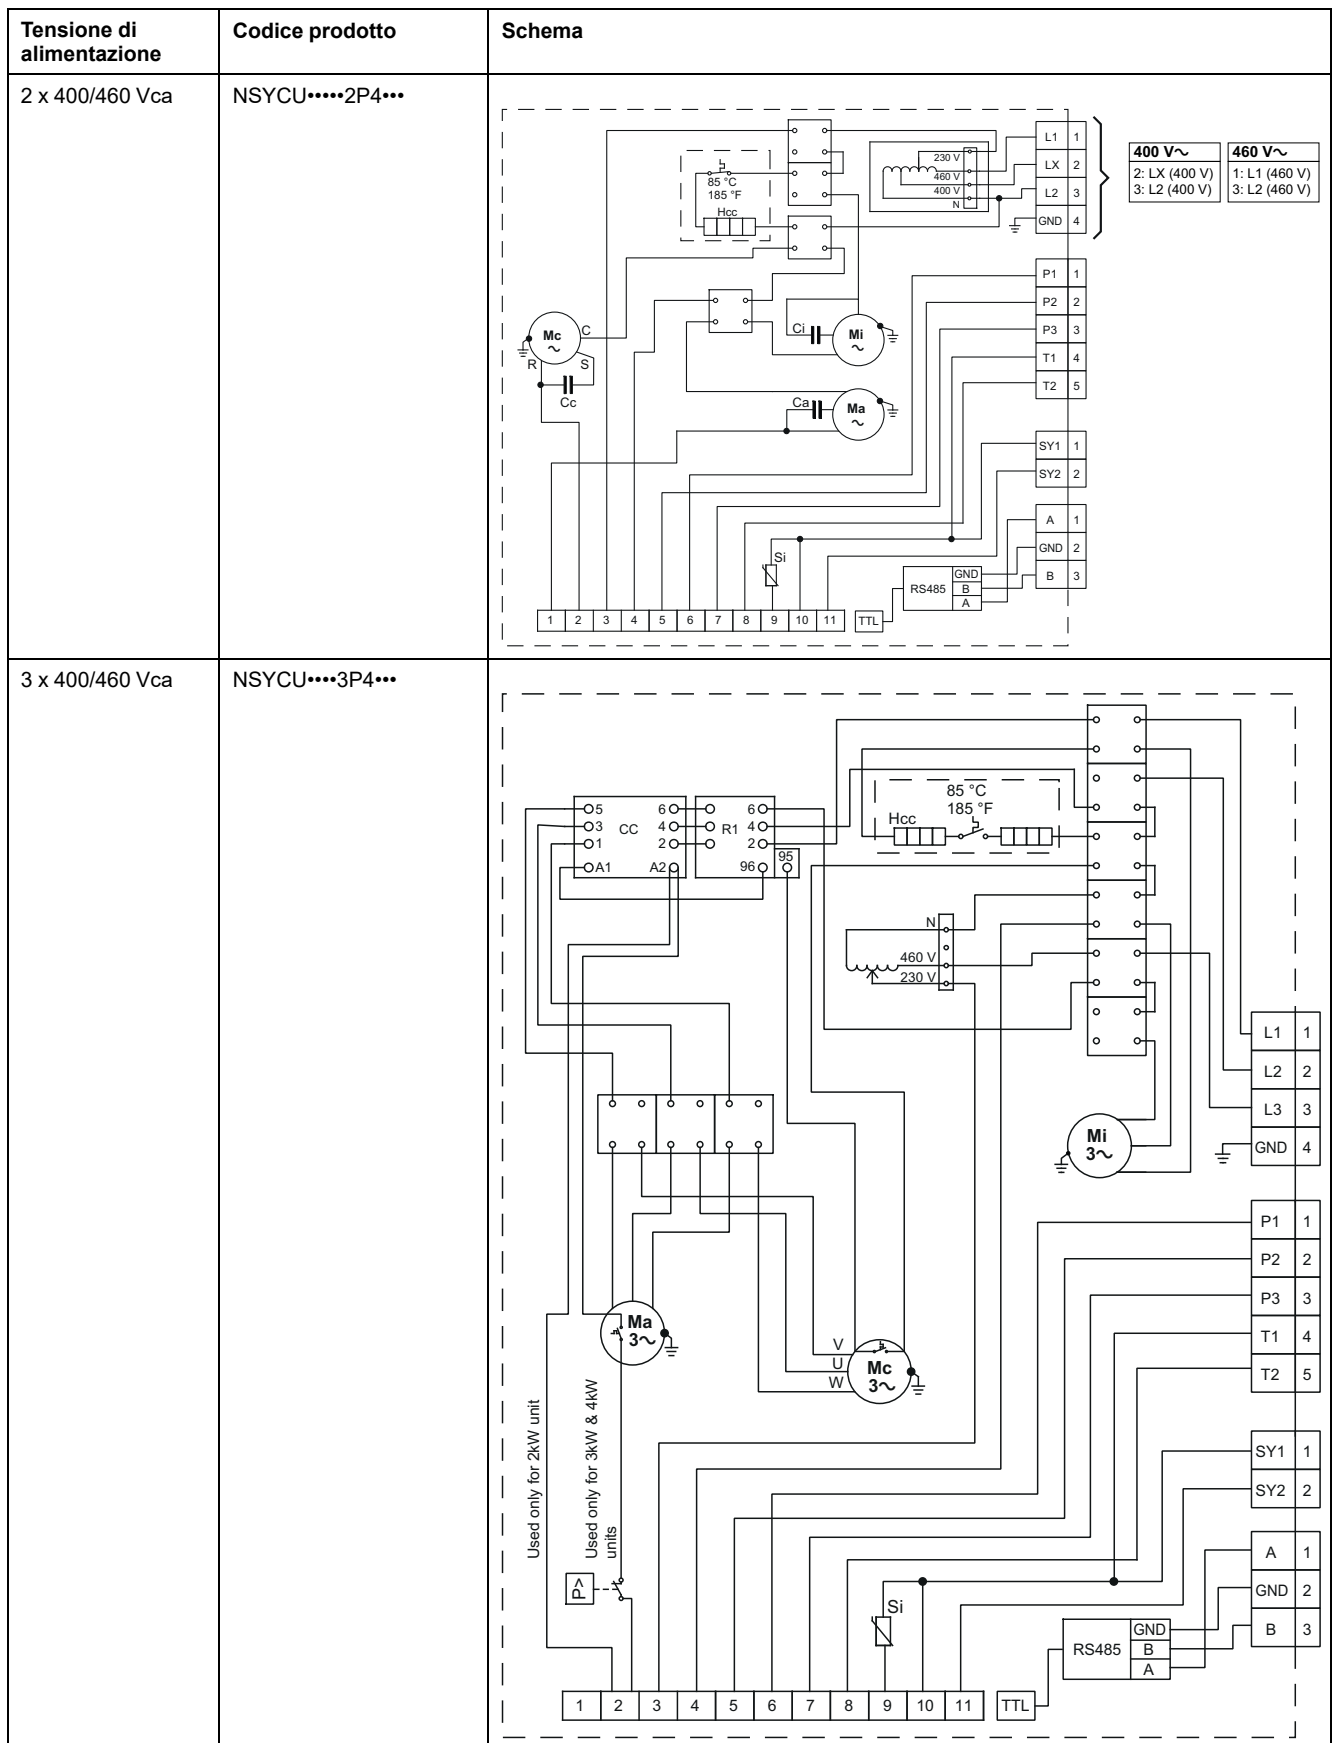 Tensione di
alimentazione
Codice prodotto
Schema
2 x 400/460 Vca
NSYCU•••••2P4•••
230 V
460 V
400 V
N
85 °C
185 °F
Hcc
L1 1
LX 2
L2 3
GND 4
400 V~
2: LX (400 V)
3: L2 (400 V)
460 V~
1: L1 (460 V)
3: L2 (460 V)
P1 1
P2 2
P3 3
T1 4
T2 5
Mc
~
C
R
S
Cc
Ci
Mi
~
Ca
Ma
~
SY1 1
SY2 2
A 1
GND 2
B 3
Si
RS485
GND
B
A
1 2 3 4 5 6 7 8 9 10 11
TTL
3 x 400/460 Vca
NSYCU••••3P4•••
85 °C
185 °F
Hcc
5
3
1
A1
CC
6
4
2
A2
R1
6
4
2
96
95
N
460 V
230 V
L1 1
L2 2
L3 3
GND 4
Mi
3~
P1 1
P2 2
P3 3
T1 4
T2 5
Ma
3~
V
U
W
Mc
3~
Used only for 2kW unit
Used only for 3kW & 4kW
units
P>
SY1 1
SY2 2
A 1
GND 2
B 3
Si
RS485
GND
B
A
1 2 3 4 5 6 7 8 9 10 11
TTL